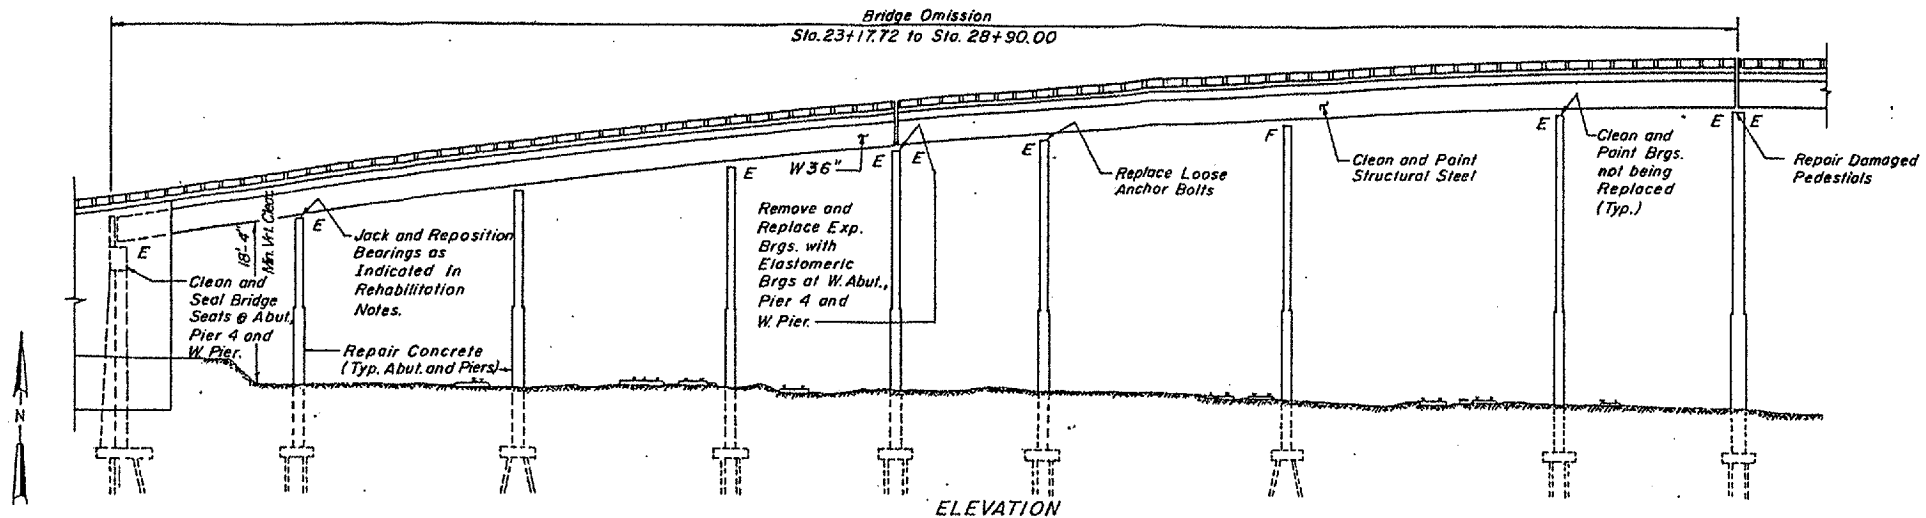 Bridge Omission
Sta.23+17.72 to Sta. 28+90.00
E
Clean and
Seal Bridge
Seats @ Abut.,
Pier 4 and
W. Pier.
18'-4"
Min. Vrt. Clear.
E
Jack and Reposition
Bearings as
Indicated in
Rehabilitation
Notes.
Repair Concrete
(Typ. Abut. and Piers)
E
W36"
Remove and
Replace Exp.
Brgs. with
Elastomeric
Brgs at W. Abut.,
Pier 4 and
W. Pier.
E
E
E
Replace Loose
Anchor Bolts
F
Clean and Paint
Structural Steel
E
Clean and
Paint Brgs.
not being
Replaced
(Typ.)
E
E
Repair Damaged
Pedestials
N
ELEVATION